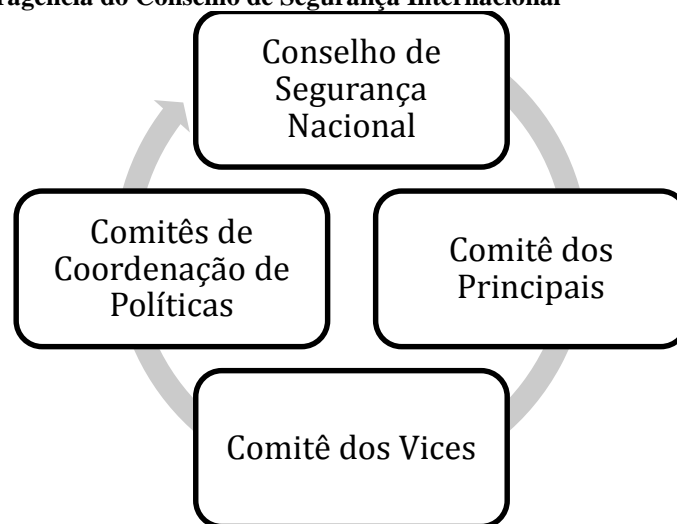 do Conselho de Segurança Internacional
Conselho de
Segurança
Nacional
Comitês de
Coordenação de
Políticas
Comitê dos
Principais
Comitê dos Vices